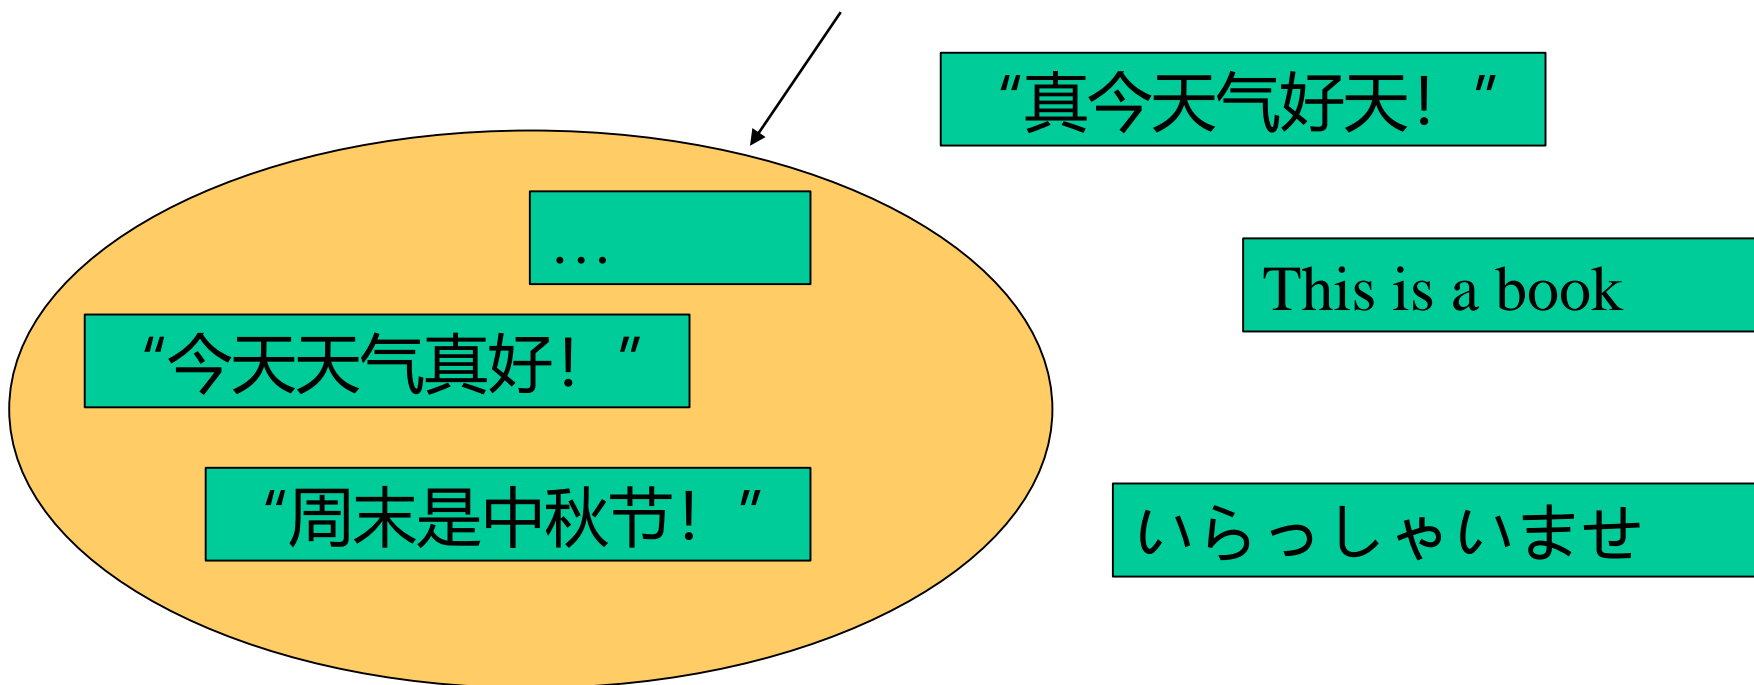 “真今天气好天！”
…
This is a book
“今天天气真好！”
“周末是中秋节！”
いらっしゃいませ